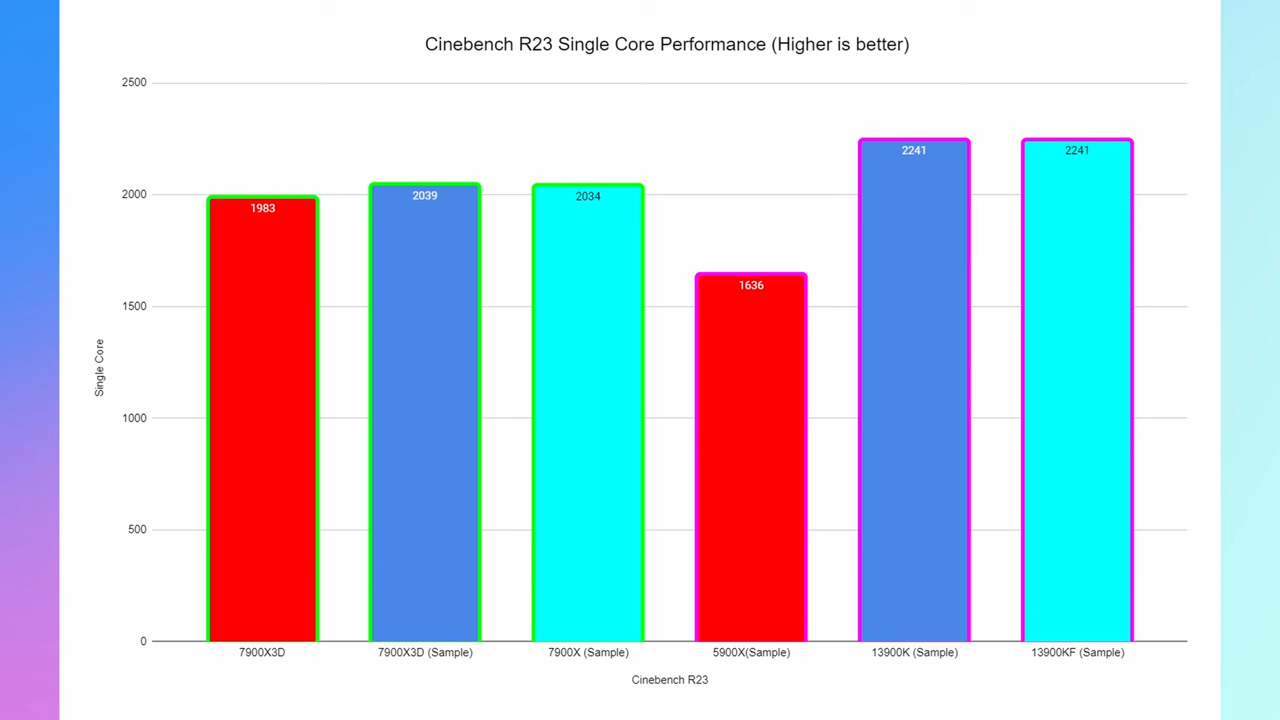 Cinebench R23 Single Core Performance (Higher is better)
2500
2000
1500
1000
500
0
Single Core
1983
2039
2034
1636
2241
2241
7900X3D
7900X3D (Sample)
7900X (Sample)
5900X(Sample)
13900K (Sample)
13900KF (Sample)
Cinebench R23